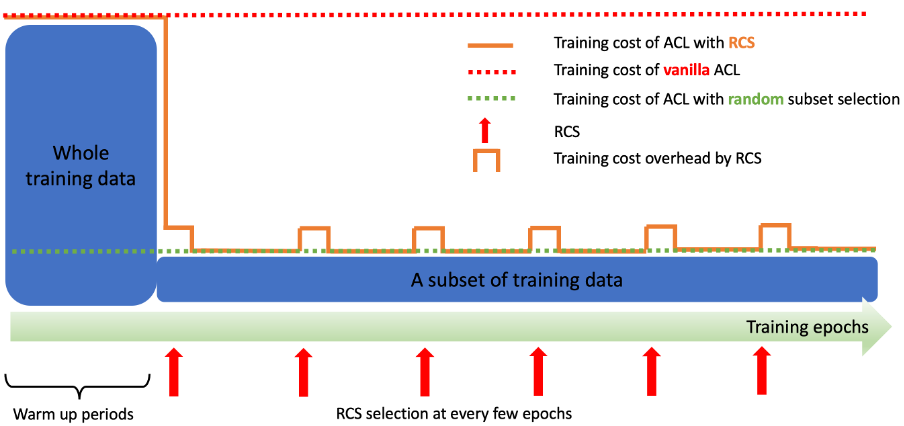 Training cost of ACL with RCS
Training cost of vanilla ACL
Training cost of ACL with random subset selection
RCS
Training cost overhead by RCS
Whole
training data
A subset of training data
Training epochs
Warm up periods
RCS selection at every few epochs